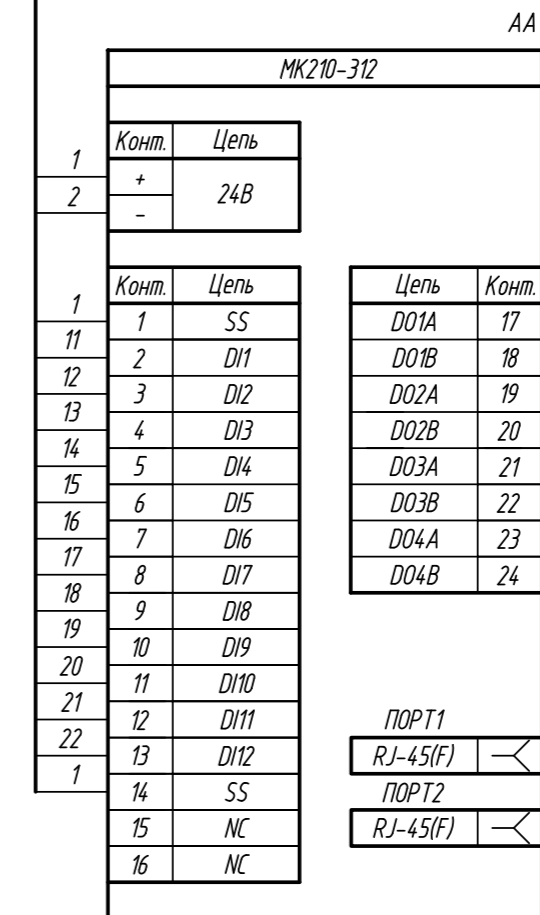 АА
МК210-312
Конт. Цепь
1 + 24В
2 –
Конт. Цепь Цепь Конт.
1 1 SS DO1A 17
11 2 DI1 DO1B 18
12 3 DI2 DO2A 19
13 4 DI3 DO2B 20
14 5 DI4 DO3A 21
15 6 DI5 DO3B 22
16 7 DI6 DO4A 23
17 8 DI7 DO4B 24
18 9 DI8
19 10 DI9
20 11 DI10
21 12 DI11 ПОРТ1
22 13 DI12 RJ-45(F)
1 14 SS ПОРТ2
15 NC RJ-45(F)
16 NC